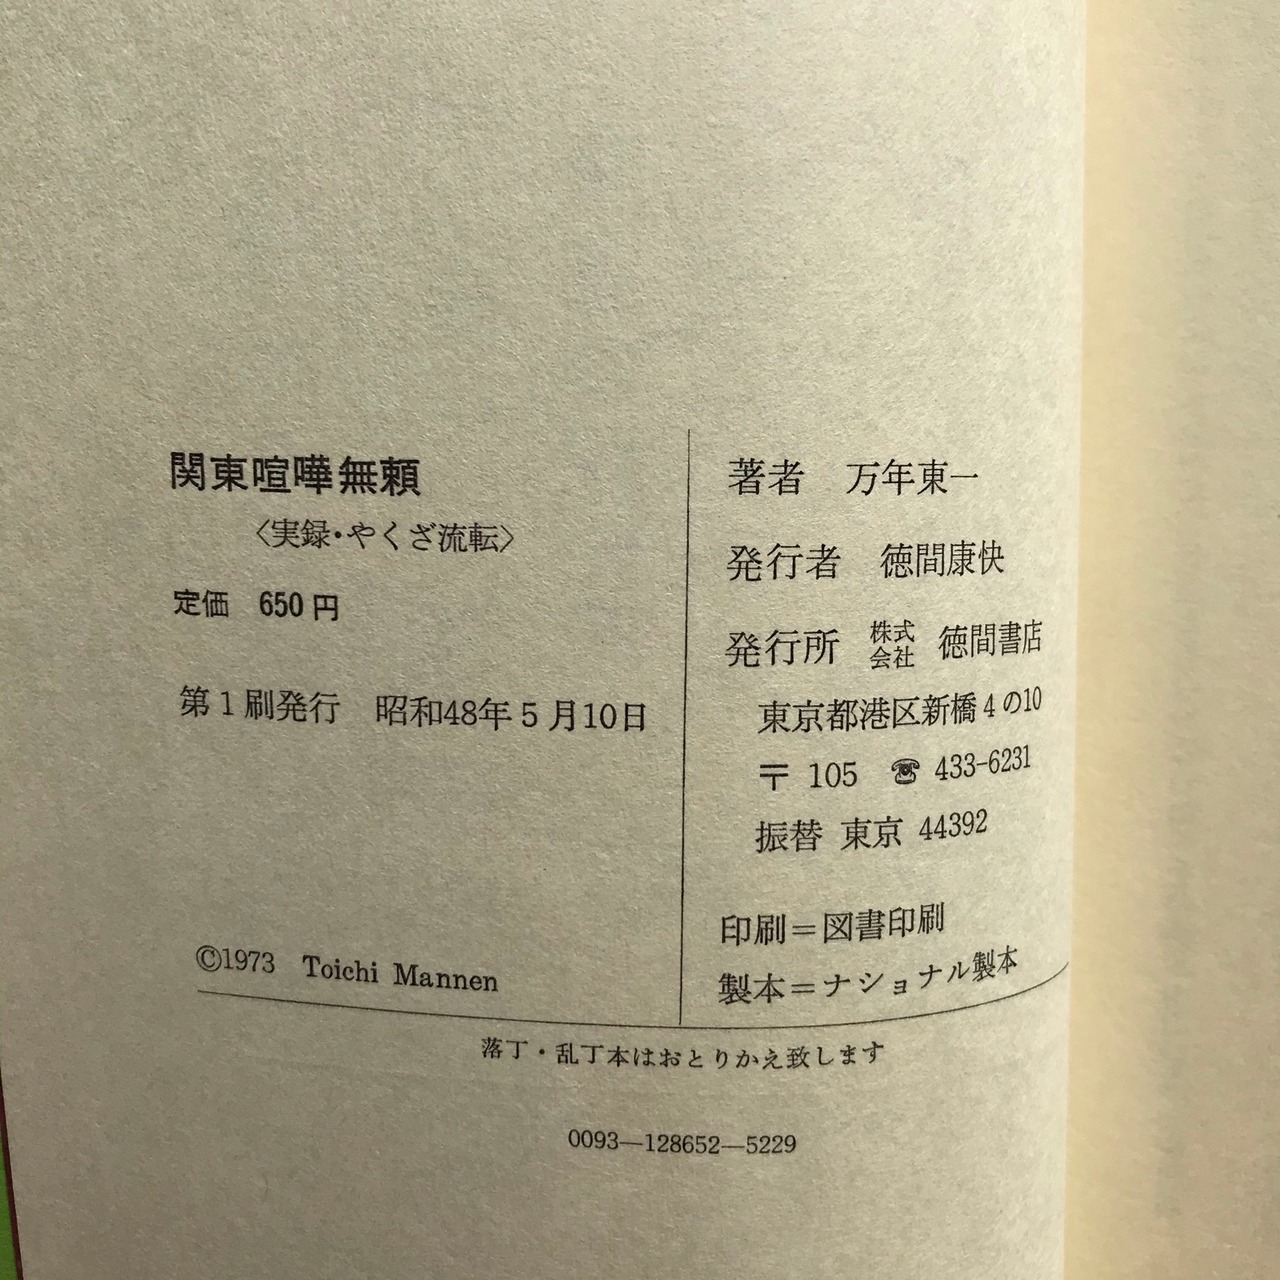 関東喧嘩無頼
〈実録・やくざ流転〉
定価 650円
第1刷発行 昭和48年5月10日
©1973 Toichi Mannen
著者 万年東一
発行者 徳間康快
発行所 株式会社 徳間書店
東京都港区新橋4の10
〒 105 ☎ 433-6231
振替 東京 44392
印刷＝図書印刷
製本＝ナショナル製本
落丁・乱丁本はおとりかえ致します
0093—128652—5229